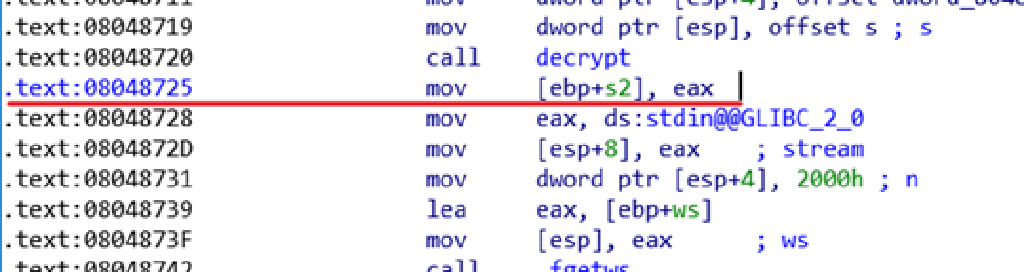 .text:08048711 mov dword ptr [esp+4], offset
.text:08048719 mov dword ptr [esp], offset s ; s
.text:08048720 call decrypt
.text:08048725 mov [ebp+s2], eax
.text:08048728 mov eax, ds:stdin@@GLIBC_2_0
.text:0804872D mov [esp+8], eax ; stream
.text:08048731 mov dword ptr [esp+4], 2000h ; n
.text:08048739 lea eax, [ebp+ws]
.text:0804873F mov [esp], eax ; ws
.text:08048742 call _fgetws